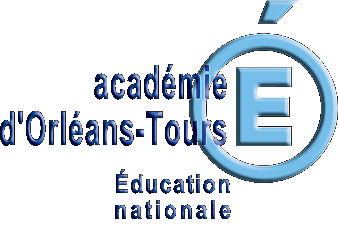 académie
d'Orléans-Tours
É
Éducation
nationale